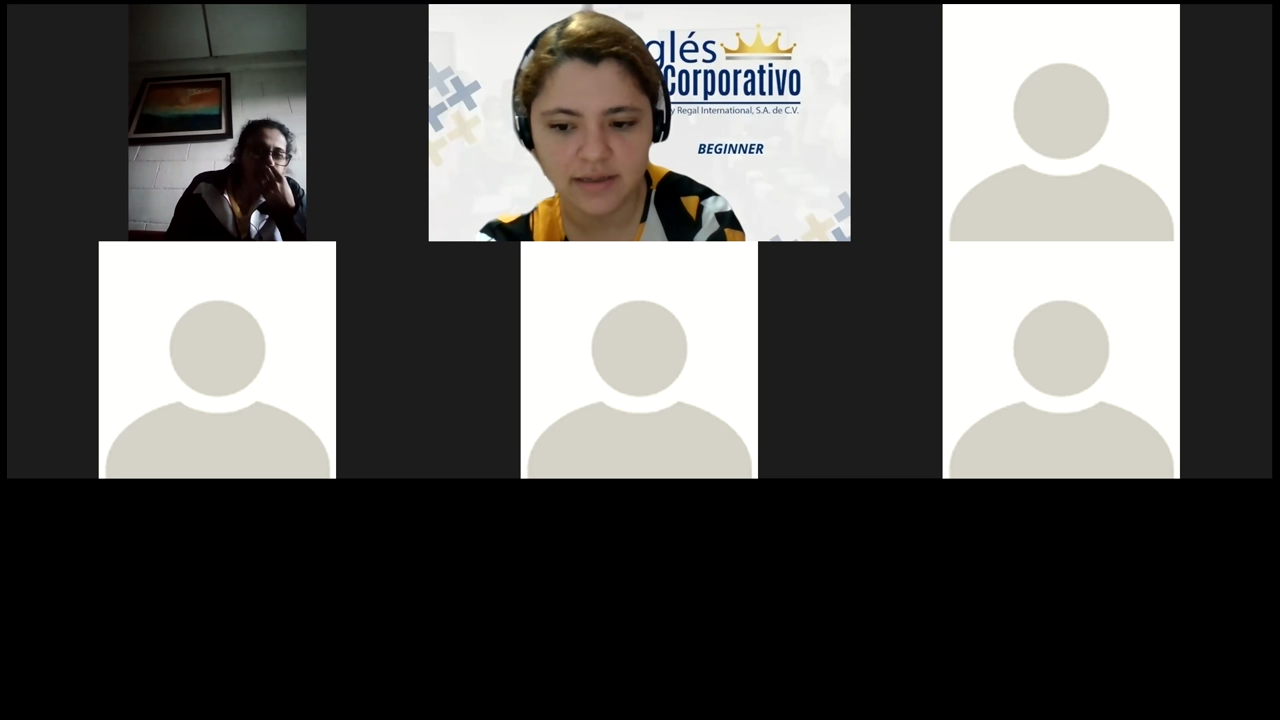 glés
Corporativo
y Regal International, S.A. de C.V.
BEGINNER